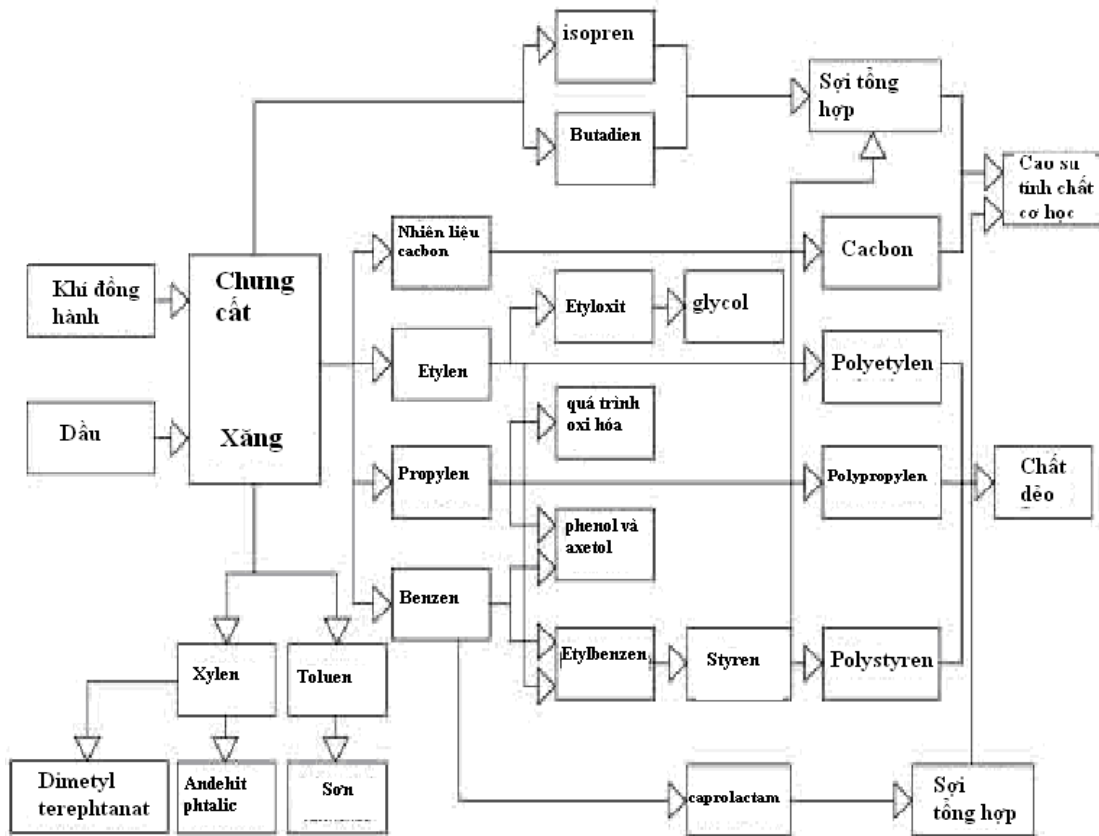 isopren
Sợi tổng
hợp
Butadien
Cao su
tính chất
cơ học
Nhiên liệu
cacbon
Cacbon
Khí đồng
hành
Chưng
cất
Etyloxit
glycol
Etylen
Polyetylen
quá trình
oxi hóa
Dầu
Xăng
Propylen
Polypropylen
Chất
dẻo
phenol và
axetol
Benzen
Etylbenzen
Styren
Polystyren
Xylen
Toluen
Dimetyl
terephtanat
Andehit
phtalic
Sơn
caprolactam
Sợi
tổng hợp